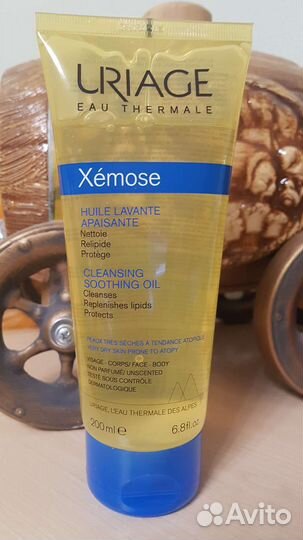 URIAGE
EAU THERMALE
Xémose
HUILE LAVANTE
APAISANTE
Nettoie
Relipide
Protège
CLEANSING
SOOTHING OIL
Cleanses
Replenishes lipids
Protects
PEAUX TRÈS SÈCHES À TENDANCE ATOPIQUE
VERY DRY SKIN PRONE TO ATOPY
VISAGE - CORPS / FACE - BODY
NON PARFUMÉ / UNSCENTED
TESTÉ SOUS CONTRÔLE
DERMATOLOGIQUE
URIAGE, L'EAU THERMALE DES ALPES
200 ml e 6.8 fl.oz.
Avito